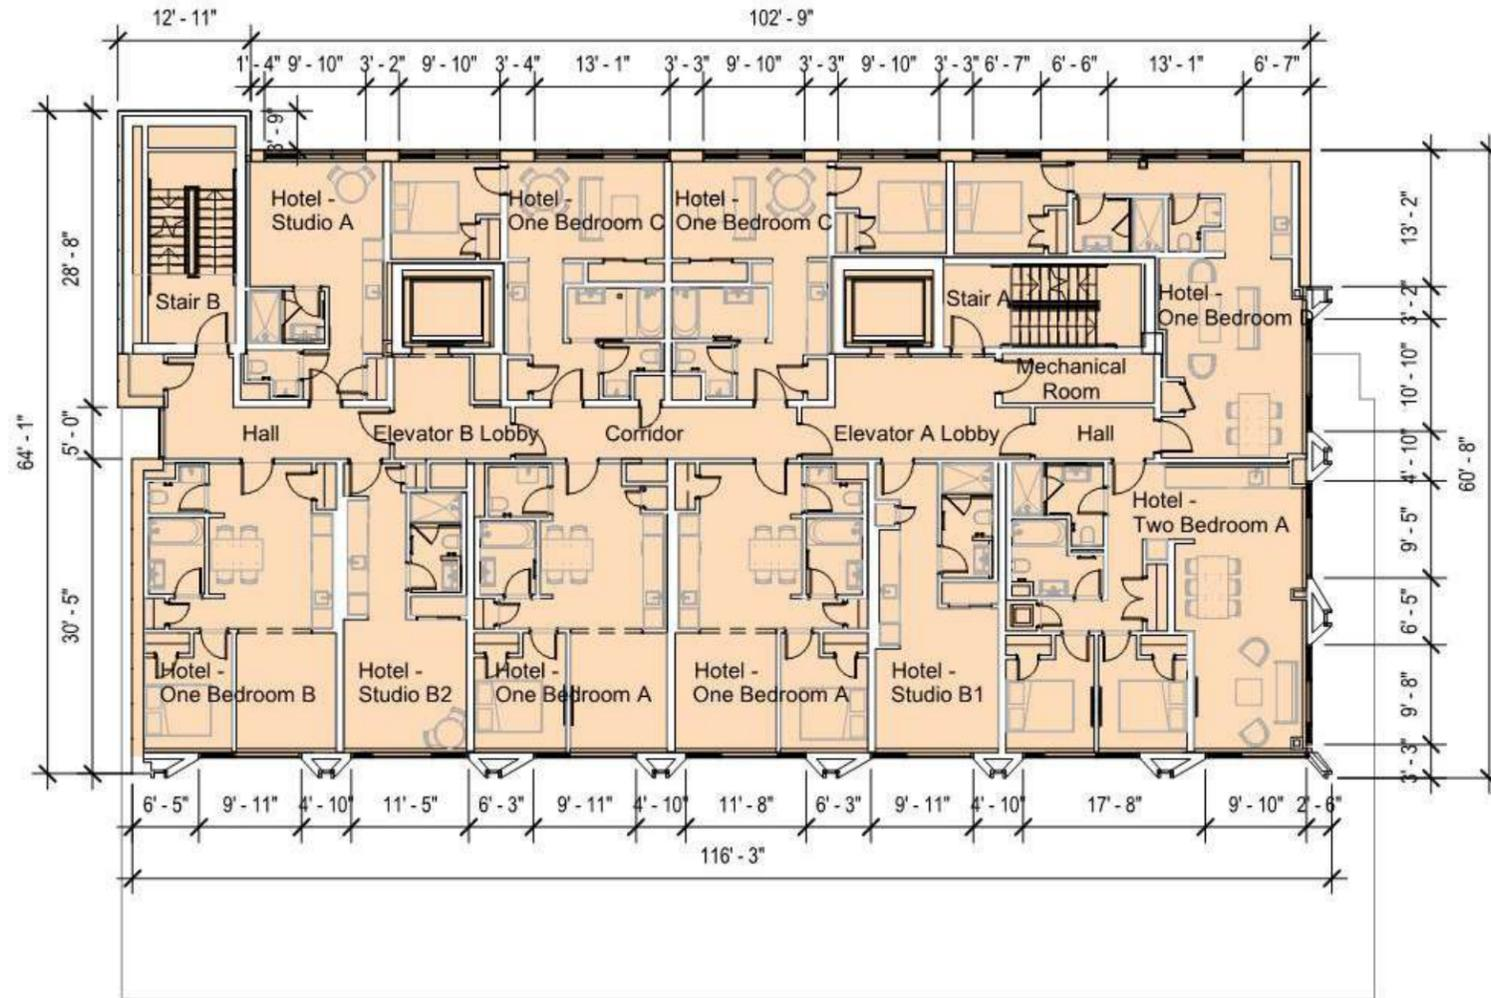 12' - 11"
102' - 9"
1' - 4"
9' - 10"
3' - 2"
9' - 10"
3' - 4"
13' - 1"
3' - 3"
9' - 10"
3' - 3"
9' - 10"
3' - 3"
6' - 7"
6' - 6"
13' - 1"
6' - 7"
3' - 9"
64' - 1"
28' - 8"
5' - 0"
30' - 5"
Hotel -
Studio A
Hotel -
One Bedroom C
Hotel -
One Bedroom C
Stair B
Stair A
Hotel -
One Bedroom
Mechanical
Room
Hall
Elevator B Lobby
Corridor
Elevator A Lobby
Hall
Hotel -
Two Bedroom A
Hotel -
One Bedroom B
Hotel -
Studio B2
Hotel -
One Bedroom A
Hotel -
One Bedroom A
Hotel -
Studio B1
13' - 2"
3' - 2"
10' - 10"
4' - 10"
9' - 5"
6' - 5"
9' - 8"
3' - 3"
60' - 8"
6' - 5"
9' - 11"
4' - 10"
11' - 5"
6' - 3"
9' - 11"
4' - 10"
11' - 8"
6' - 3"
9' - 11"
4' - 10"
17' - 8"
9' - 10"
2' - 6"
116' - 3"